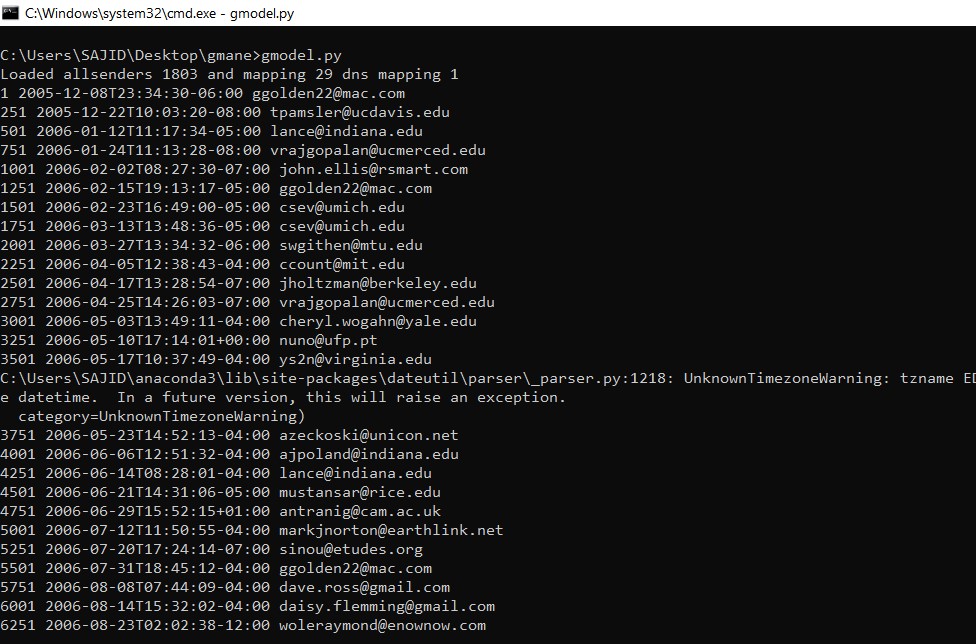 C:\Windows\system32\cmd.exe - gmodel.py
C:\Users\SAJID\Desktop\gmane>gmodel.py
Loaded allsenders 1803 and mapping 29 dns mapping 1
1 2005-12-08T23:34:30-06:00 ggolden22@mac.com
251 2005-12-22T10:03:20-08:00 tpamsler@ucdavis.edu
501 2006-01-12T11:17:34-05:00 lance@indiana.edu
751 2006-01-24T11:13:28-08:00 vrajgopalan@ucmerced.edu
1001 2006-02-02T08:27:30-07:00 john.ellis@rsmart.com
1251 2006-02-15T19:13:17-05:00 ggolden22@mac.com
1501 2006-02-23T16:49:00-05:00 csev@umich.edu
1751 2006-03-13T13:48:36-05:00 csev@umich.edu
2001 2006-03-27T13:34:32-06:00 swgithen@mtu.edu
2251 2006-04-05T12:38:43-04:00 ccount@mit.edu
2501 2006-04-17T13:28:54-07:00 jholtzman@berkeley.edu
2751 2006-04-25T14:26:03-07:00 vrajgopalan@ucmerced.edu
3001 2006-05-03T13:49:11-04:00 cheryl.wogahn@yale.edu
3251 2006-05-10T17:14:01+00:00 nuno@ufp.pt
3501 2006-05-17T10:37:49-04:00 ys2n@virginia.edu
C:\Users\SAJID\anaconda3\lib\site-packages\dateutil\parser\_parser.py:1218: UnknownTimezoneWarning: tzname ED
e datetime.  In a future version, this will raise an exception.
  category=UnknownTimezoneWarning)
3751 2006-05-23T14:52:13-04:00 azeckoski@unicon.net
4001 2006-06-06T12:51:32-04:00 ajpoland@indiana.edu
4251 2006-06-14T08:28:01-04:00 lance@indiana.edu
4501 2006-06-21T14:31:06-05:00 mustansar@rice.edu
4751 2006-06-29T15:52:15+01:00 antranig@cam.ac.uk
5001 2006-07-12T11:50:55-04:00 markjnorton@earthlink.net
5251 2006-07-20T17:24:14-07:00 sinou@etudes.org
5501 2006-07-31T18:45:12-04:00 ggolden22@mac.com
5751 2006-08-08T07:44:09-04:00 dave.ross@gmail.com
6001 2006-08-14T15:32:02-04:00 daisy.flemming@gmail.com
6251 2006-08-23T02:02:38-12:00 woleraymond@enownow.com